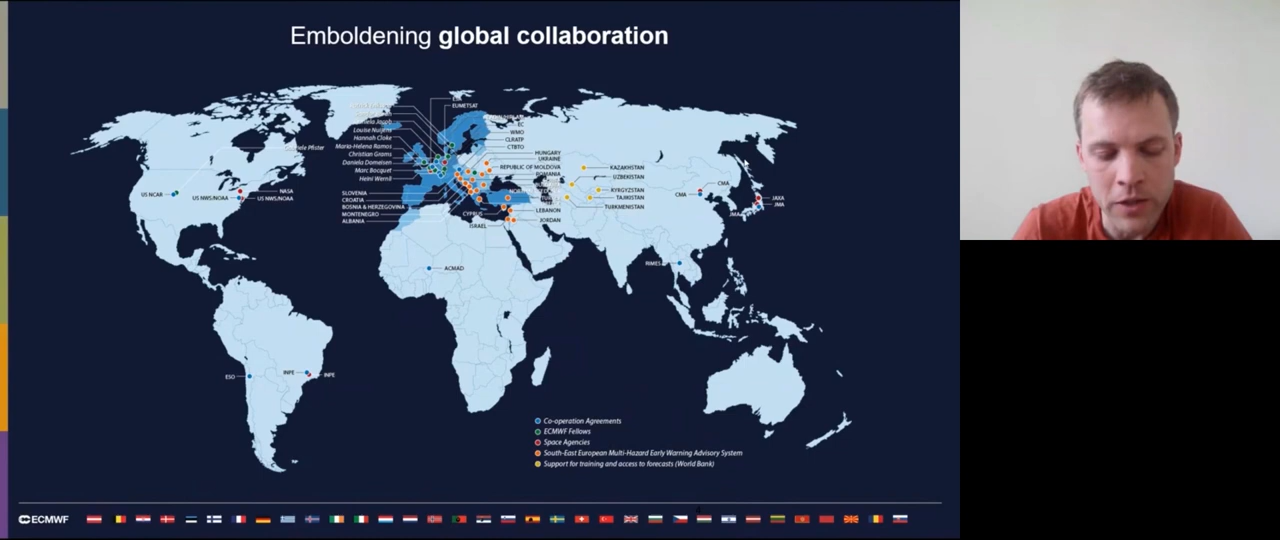 Emboldening global collaboration
EUMETSAT
EC
WMO
CLRATP
CTBTO
Louise Nuijens
Hannah Cloke
Maria-Helena Ramos
Christian Grams
Daniela Domeisen
Marc Bocquet
Heini Wernli
Pfister
HUNGARY
UKRAINE
REPUBLIC OF MOLDOVA
ROMANIA
SLOVENIA
CROATIA
BOSNIA & HERZEGOVINA
MONTENEGRO
ALBANIA
CYPRUS
ISRAEL
LEBANON
JORDAN
KAZAKHSTAN
UZBEKISTAN
KYRGYZSTAN
TAJIKISTAN
TURKMENISTAN
US NCAR
US NWS/NOAA
NASA
US NWS/NOAA
CMA
CMA
JAXA
JMA
JMA
RIMES
ACMAD
ESO
INPE
INPE
Co-operation Agreements
ECMWF Fellows
Space Agencies
South-East European Multi-Hazard Early Warning Advisory System
Support for training and access to forecasts (World Bank)
ECMWF